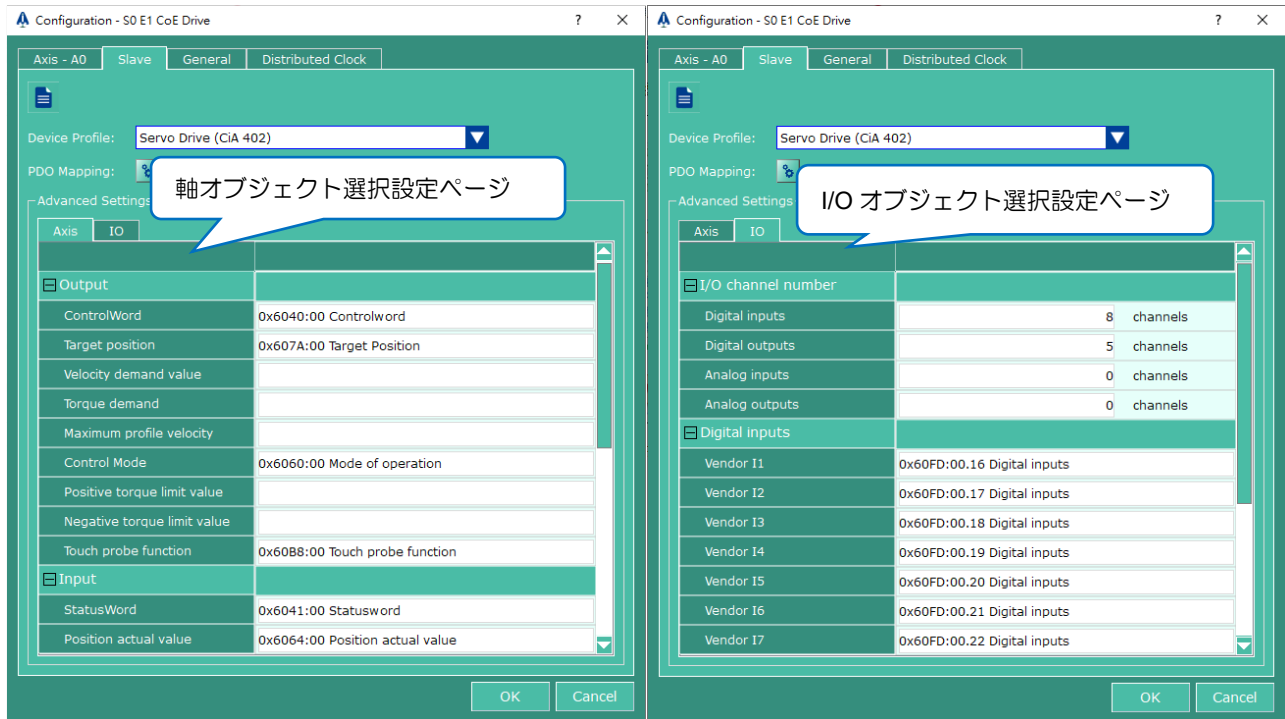 Configuration - S0 E1 CoE Drive ? ×
Axis - A0 Slave General Distributed Clock
Device Profile: Servo Drive (CiA 402)
PDO Mapping:
軸オブジェクト選択設定ページ
Advanced Settings
Axis IO
Output
ControlWord 0x6040:00 Controlword
Target position 0x607A:00 Target Position
Velocity demand value
Torque demand
Maximum profile velocity
Control Mode 0x6060:00 Mode of operation
Positive torque limit value
Negative torque limit value
Touch probe function 0x60B8:00 Touch probe function
Input
StatusWord 0x6041:00 Statusword
Position actual value 0x6064:00 Position actual value
OK Cancel
Configuration - S0 E1 CoE Drive ? ×
Axis - A0 Slave General Distributed Clock
Device Profile: Servo Drive (CiA 402)
PDO Mapping:
I/O オブジェクト選択設定ページ
Advanced Settings
Axis IO
I/O channel number
Digital inputs 8 channels
Digital outputs 5 channels
Analog inputs 0 channels
Analog outputs 0 channels
Digital inputs
Vendor I1 0x60FD:00.16 Digital inputs
Vendor I2 0x60FD:00.17 Digital inputs
Vendor I3 0x60FD:00.18 Digital inputs
Vendor I4 0x60FD:00.19 Digital inputs
Vendor I5 0x60FD:00.20 Digital inputs
Vendor I6 0x60FD:00.21 Digital inputs
Vendor I7 0x60FD:00.22 Digital inputs
OK Cancel